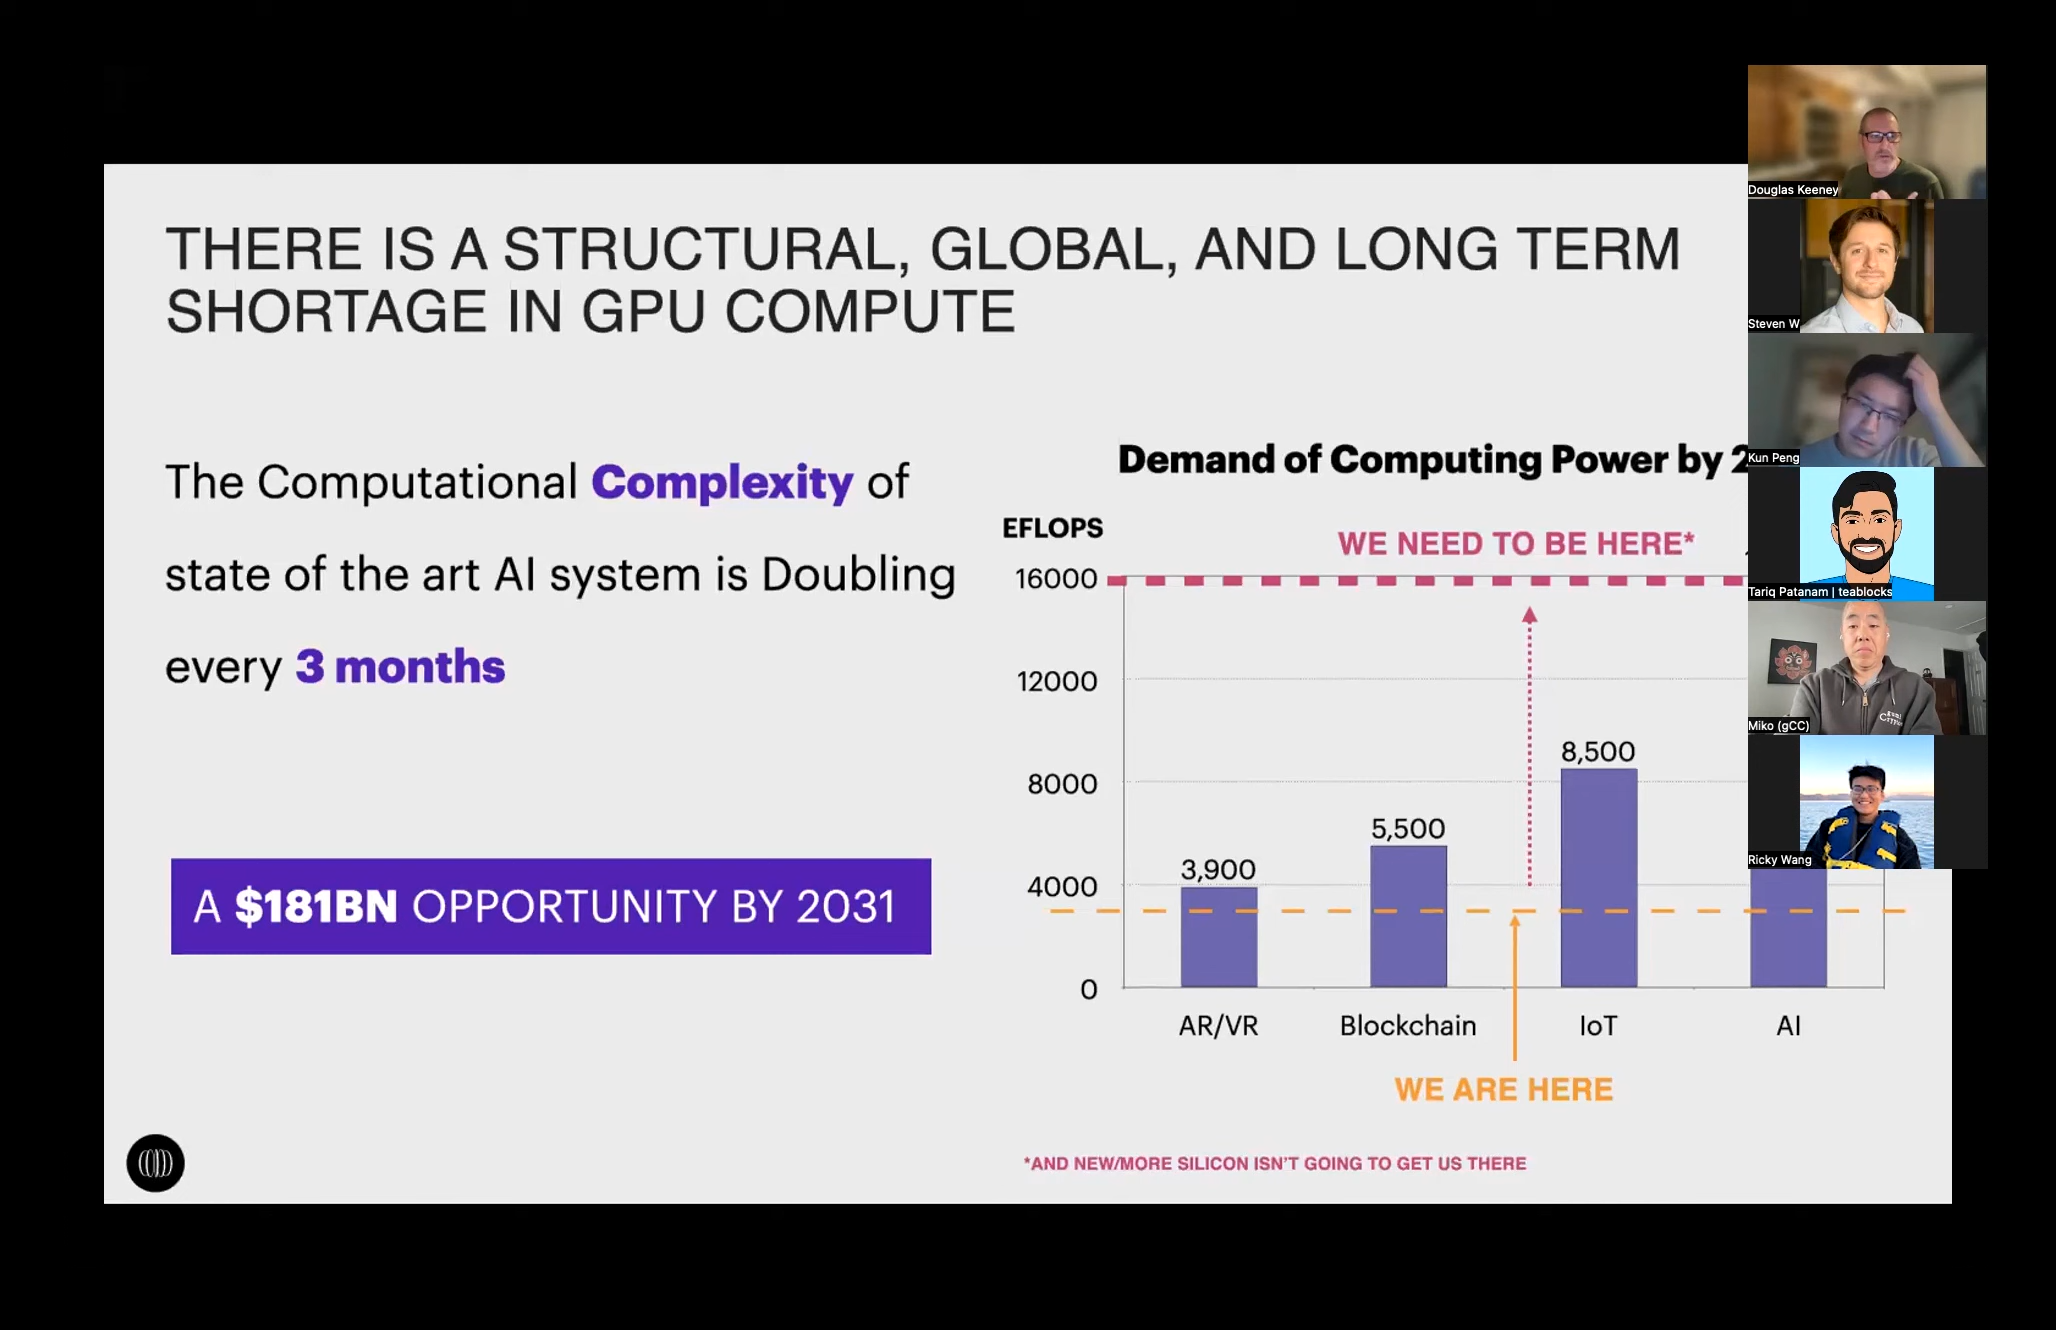 THERE IS A STRUCTURAL, GLOBAL, AND LONG TERM
SHORTAGE IN GPU COMPUTE
The Computational Complexity of
state of the art AI system is Doubling
every 3 months
A $181BN OPPORTUNITY BY 2031
Demand of Computing Power by 2
EFLOPS
WE NEED TO BE HERE*
16000
12000
8000
4000
0
3,900
5,500
8,500
AR/VR
Blockchain
IoT
AI
WE ARE HERE
*AND NEW/MORE SILICON ISN'T GOING TO GET US THERE
Douglas Keeney
Steven W
Kun Peng
Tariq Patanam | teablocks
Miko (gCC)
Ricky Wang